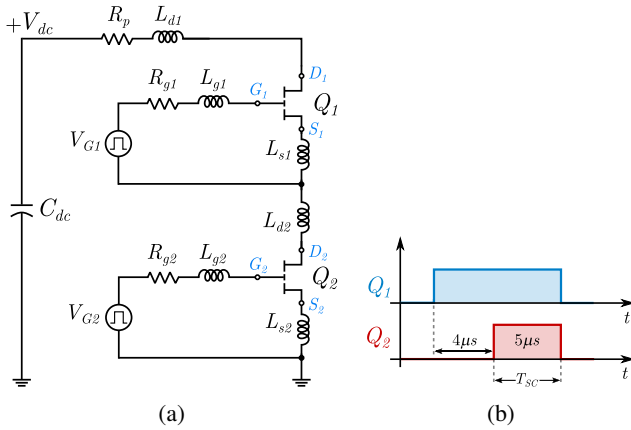 +V_dc
R_p
L_d1
D_1
R_g1
L_g1
G_1
Q_1
V_G1
S_1
L_s1
C_dc
L_d2
D_2
R_g2
L_g2
G_2
Q_2
V_G2
S_2
L_s2
(a)
Q_1
t
Q_2
4μs
5μs
T_SC
t
(b)